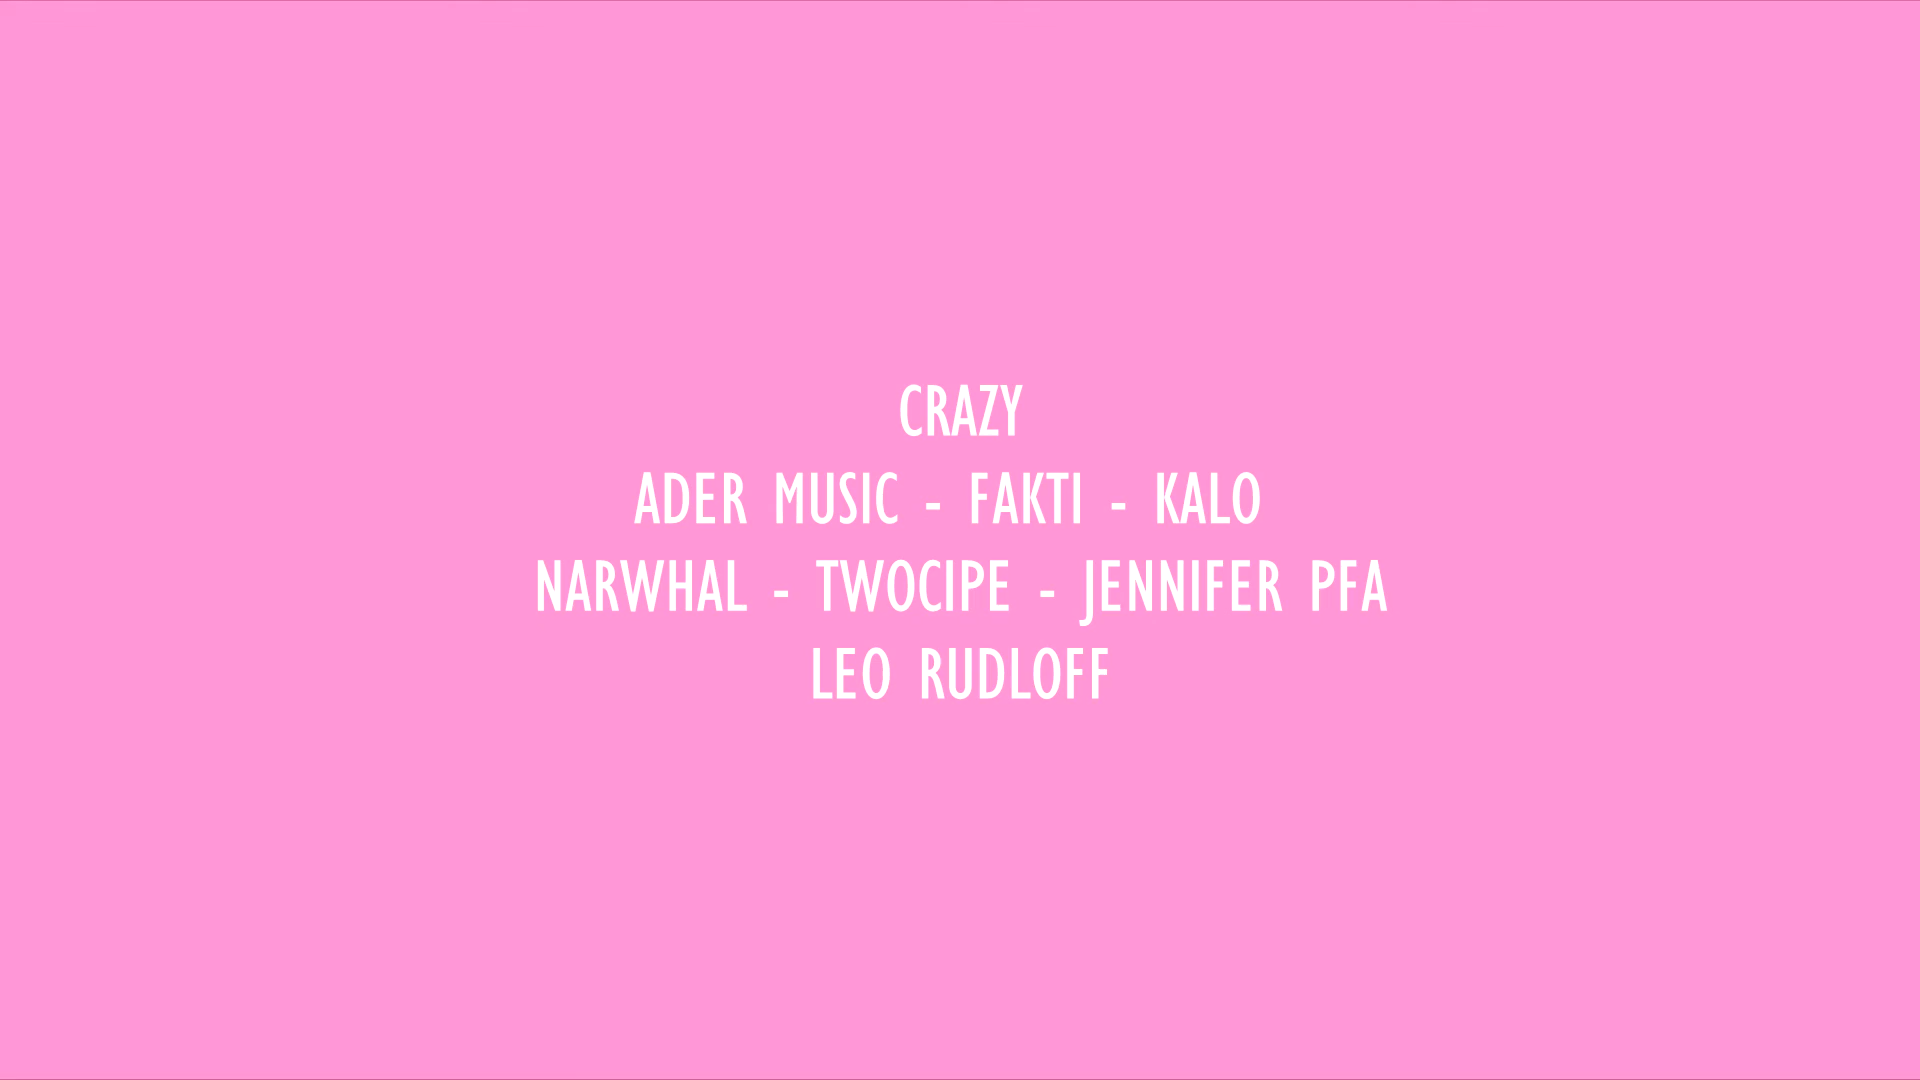 CRAZY
ADER MUSIC - FAKTI - KALO
NARWHAL - TWOCIPE - JENNIFER PFA
LEO RUDLOFF